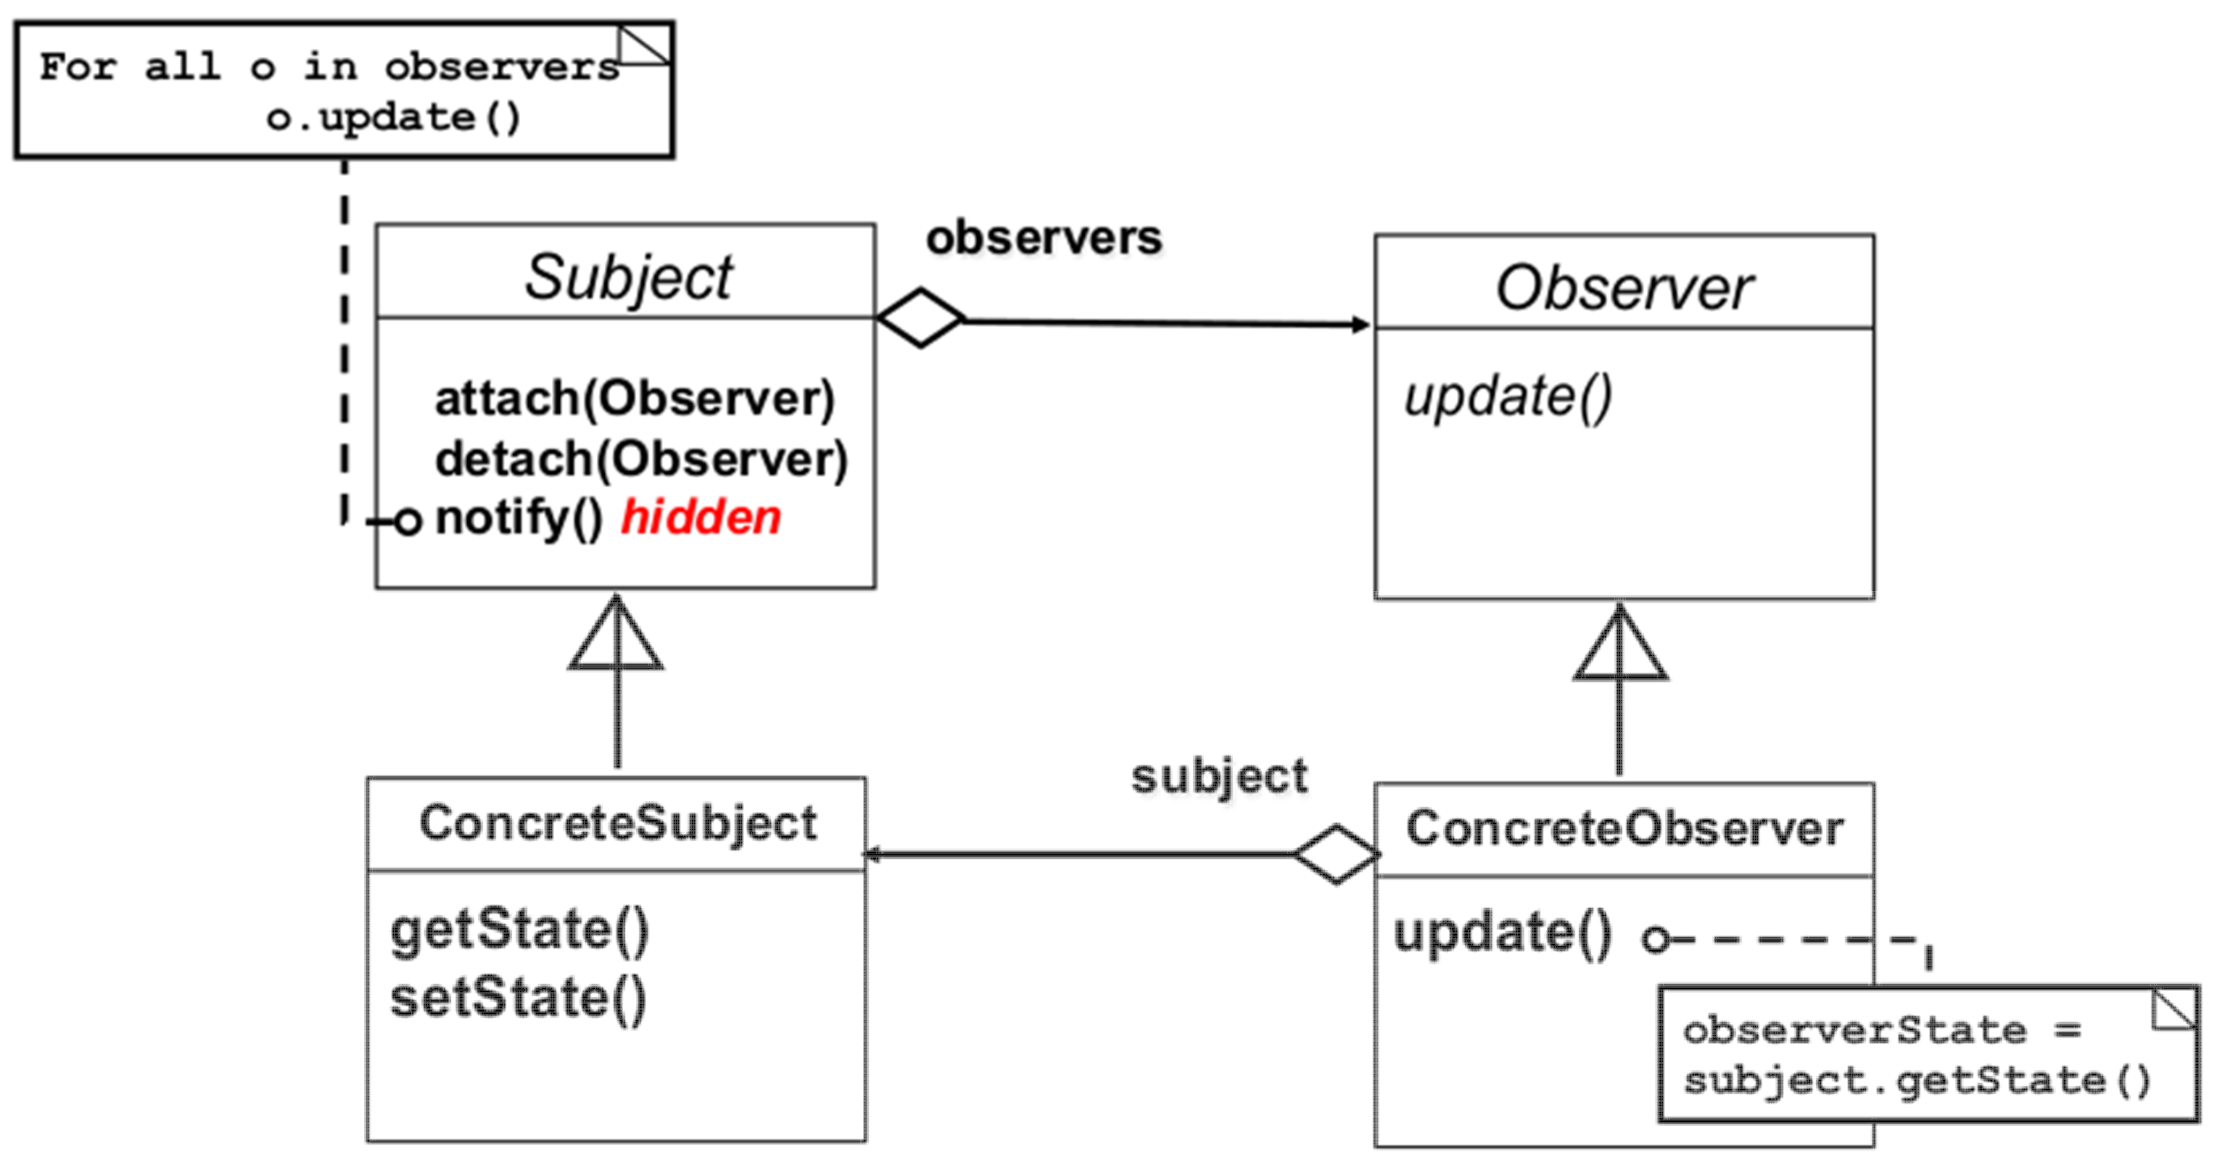 For all o in observers
o.update()
Subject
attach(Observer)
detach(Observer)
notify() hidden
observers
Observer
update()
ConcreteSubject
getState()
setState()
subject
ConcreteObserver
update()
observerState =
subject.getState()